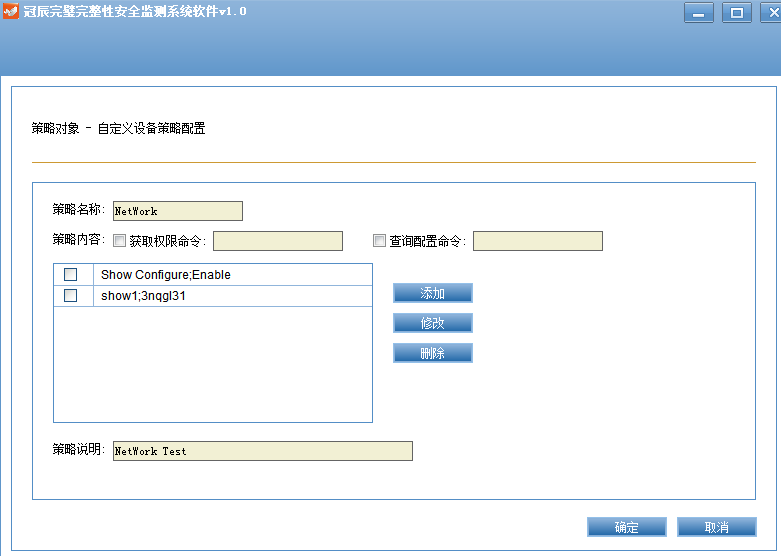 冠辰完璧完整性安全监测系统软件v1.0
策略对象 - 自定义设备策略配置
策略名称: NetWork
策略内容: 获取权限命令: 查询配置命令:
Show Configure;Enable
show1;3nqgl31
添加
修改
删除
策略说明: NetWork Test
确定 取消